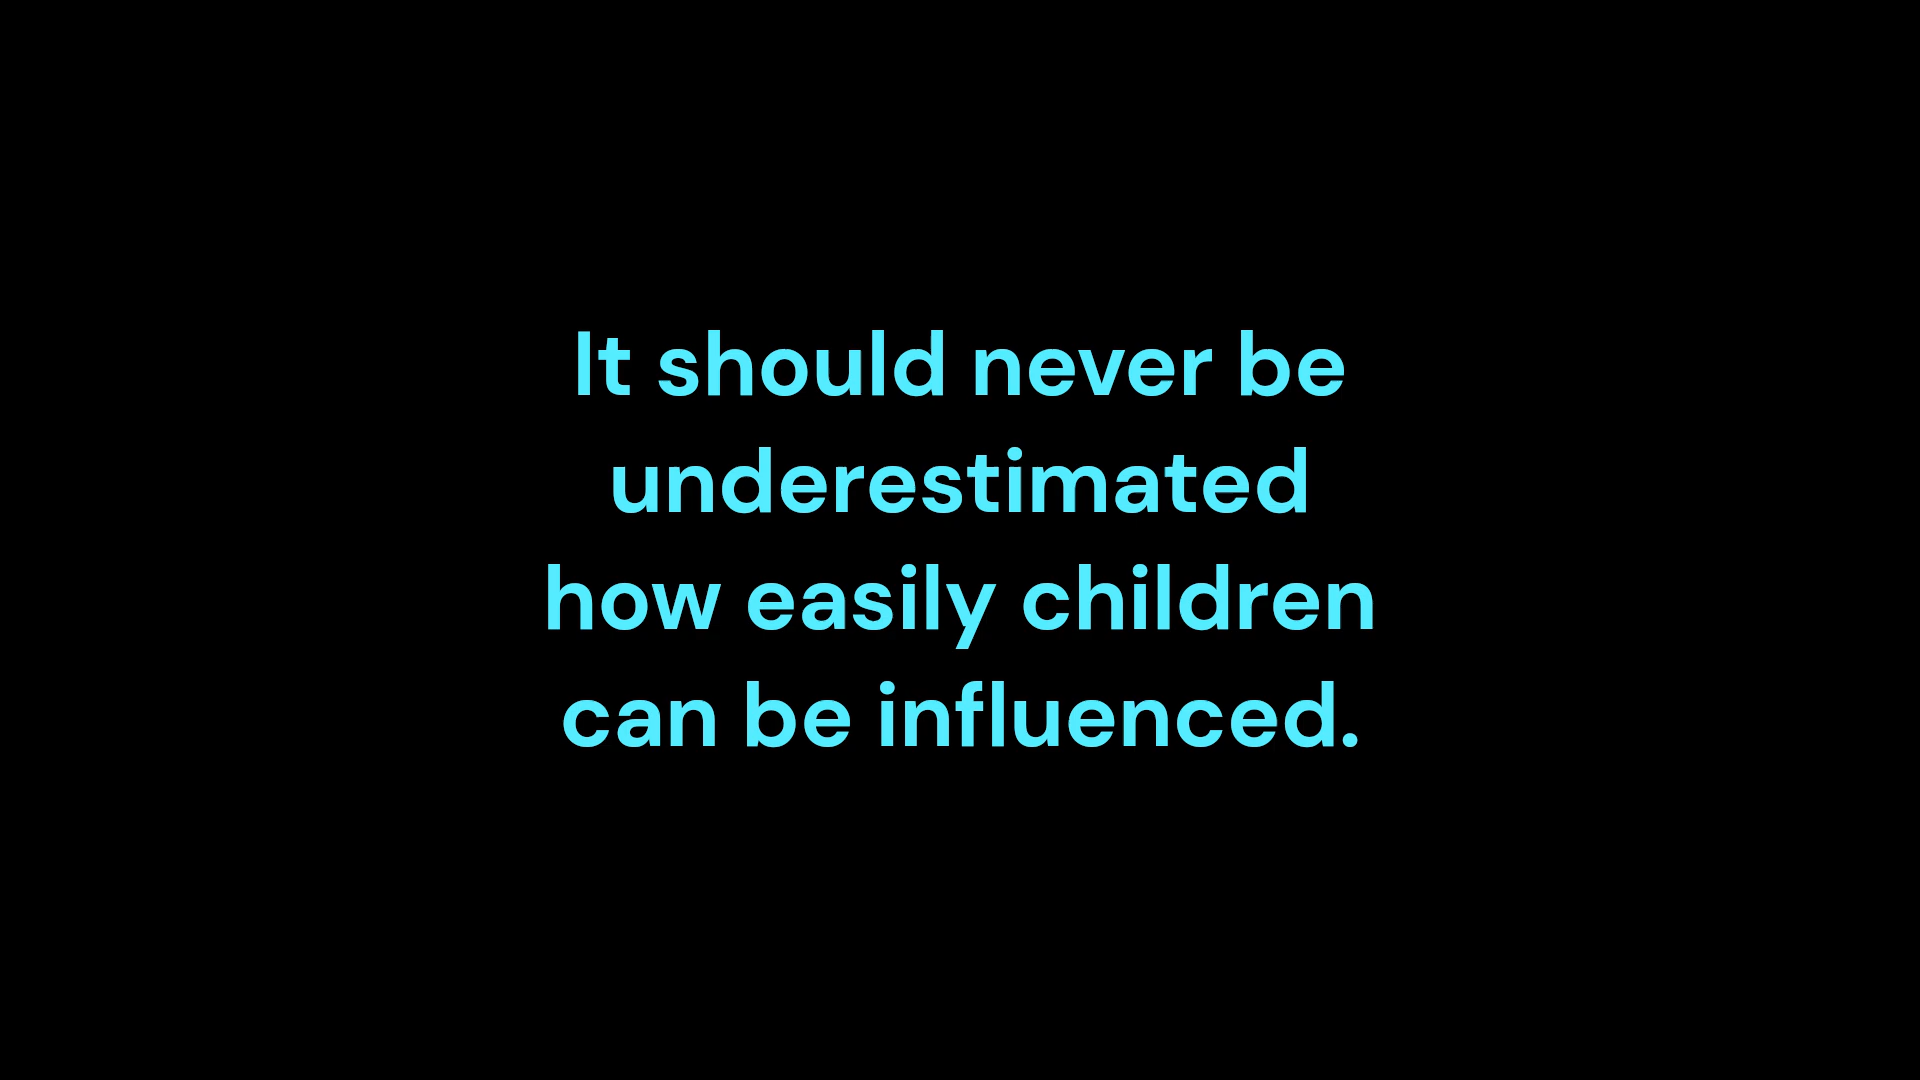 It should never be
underestimated
how easily children
can be influenced.